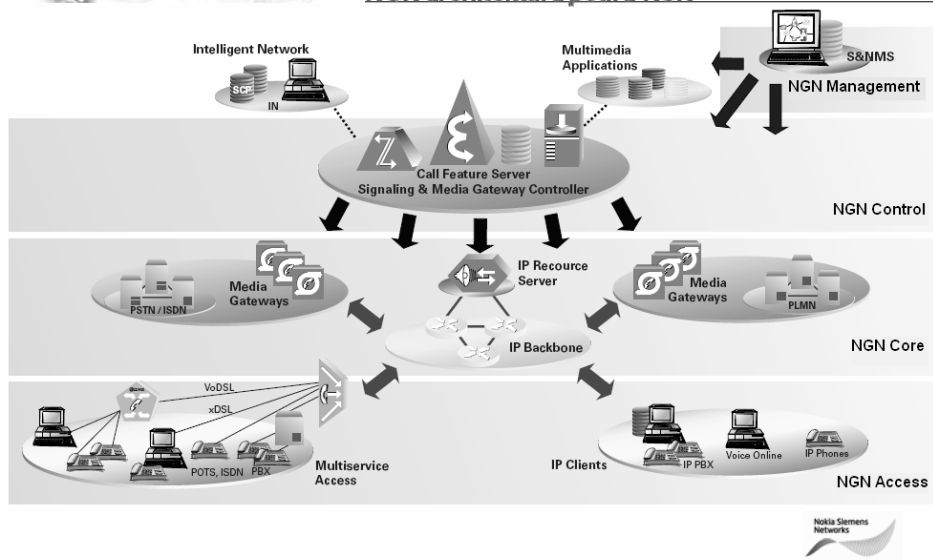 Intelligent Network
SCP
IN
Multimedia
Applications
S&NMS
NGN Management
Call Feature Server
Signaling & Media Gateway Controller
NGN Control
PSTN / ISDN
Media
Gateways
IP Recource
Server
IP Backbone
Media
Gateways
PLMN
NGN Core
VoDSL
xDSL
POTS, ISDN
PBX
Multiservice
Access
IP Clients
IP PBX
Voice Online
IP Phones
NGN Access
Nokia Siemens
Networks